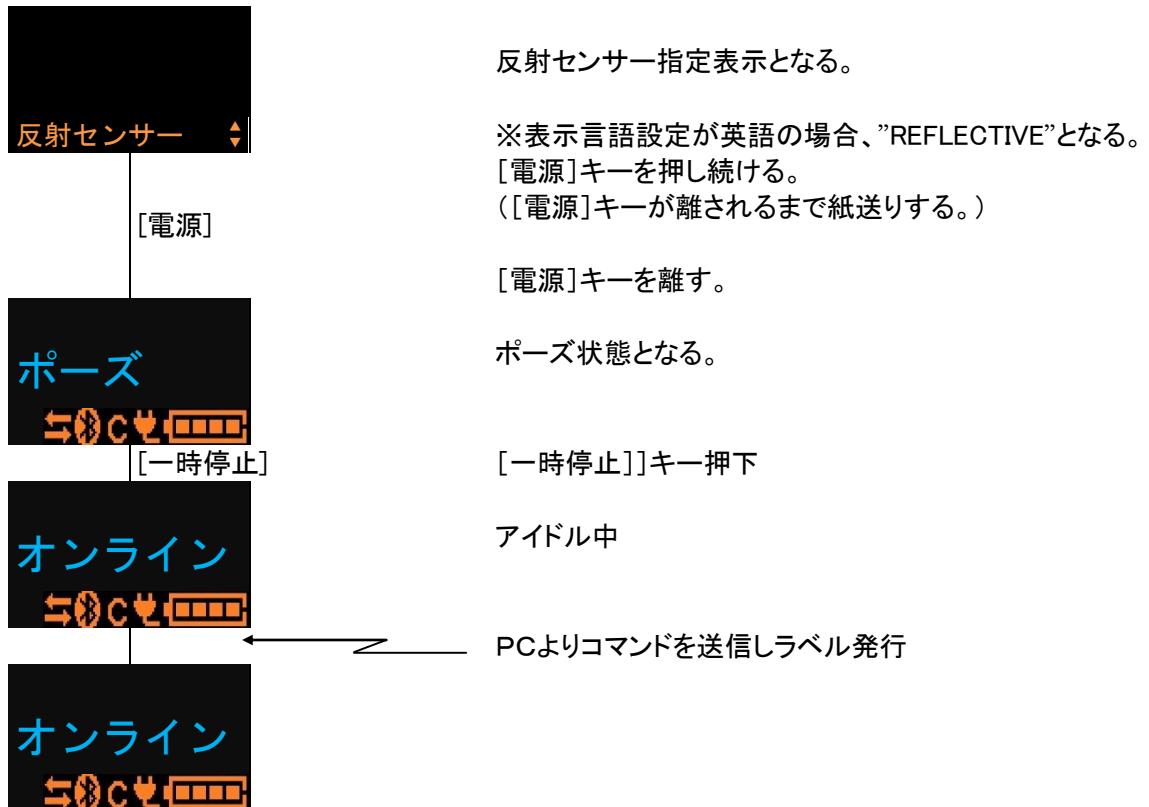 反射センサー指定表示となる。
反射センサー
※表示言語設定が英語の場合、”REFLECTIVE”となる。
[電源]キーを押し続ける。
([電源]キーが離されるまで紙送りする。)
[電源]
[電源]キーを離す。
ポーズ
ポーズ状態となる。
C
[一時停止]
[一時停止]]キー押下
オンライン
アイドル中
C
PCよりコマンドを送信しラベル発行
オンライン
C